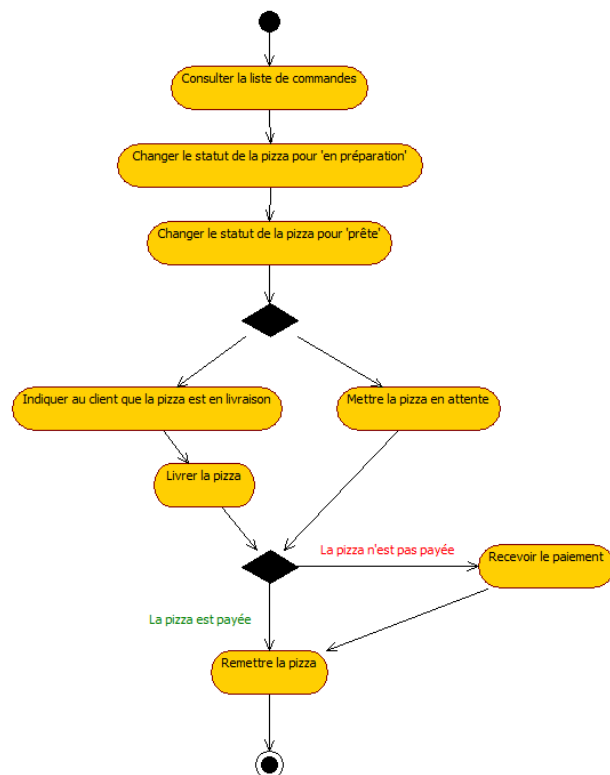 Consulter la liste de commandes
Changer le statut de la pizza pour 'en préparation'
Changer le statut de la pizza pour 'prête'
Indiquer au client que la pizza est en livraison
Mettre la pizza en attente
Livrer la pizza
La pizza n'est pas payée
Recevoir le paiement
La pizza est payée
Remettre la pizza